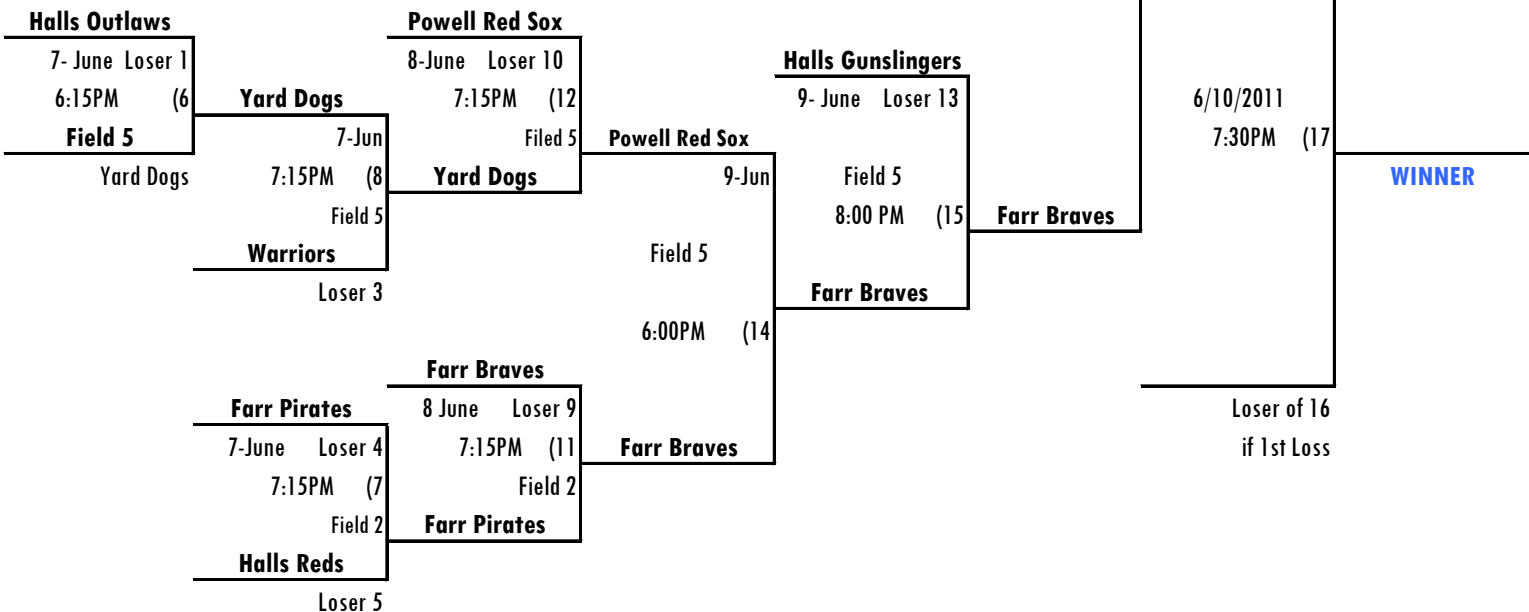 Halls Outlaws
7- June Loser 1
6:15PM (6
Field 5
Yard Dogs
Yard Dogs
7-Jun
7:15PM (8
Field 5
Warriors
Loser 3
Farr Pirates
7-June Loser 4
7:15PM (7
Field 2
Halls Reds
Loser 5
Powell Red Sox
8-June Loser 10
7:15PM (12
Filed 5
Yard Dogs
Farr Braves
8 June Loser 9
7:15PM (11
Field 2
Farr Pirates
Powell Red Sox
9-Jun
Field 5
6:00PM (14
Farr Braves
Halls Gunslingers
9- June Loser 13
Field 5
8:00 PM (15
Farr Braves
Farr Braves
6/10/2011
7:30PM (17
Loser of 16
if 1st Loss
WINNER